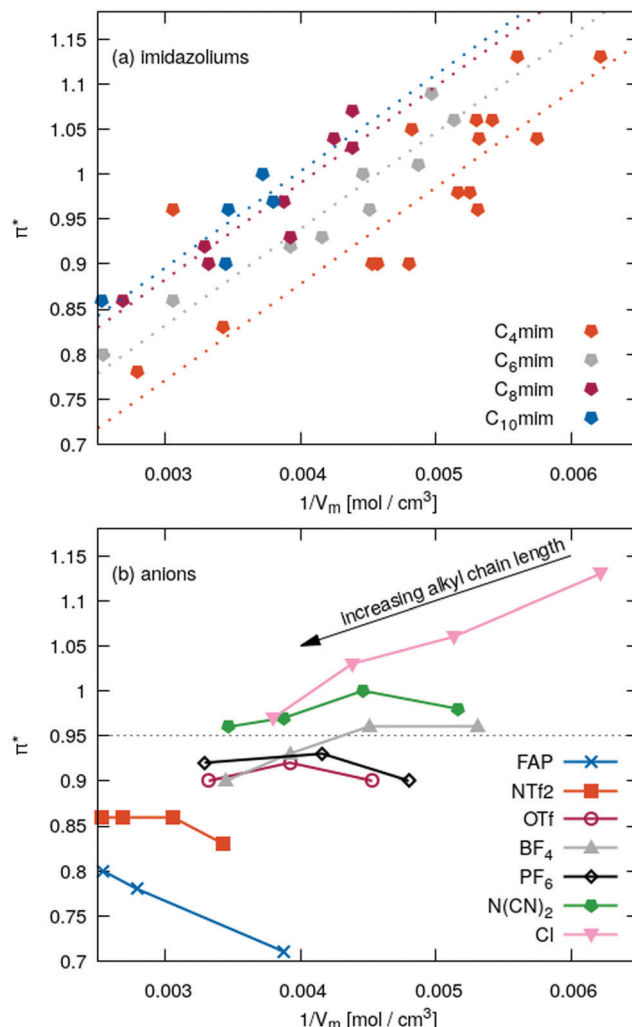 1.15
(a) imidazoliums
1.1
1.05
1
π*
0.95
0.9
0.85
C₄mim
0.8
C₆mim
C₈mim
0.75
C₁₀mim
0.7
0.003 0.004 0.005 0.006
1/Vₘ [mol / cm³]
1.15
(b) anions
increasing alkyl chain length
1.1
1.05
1
π*
0.95
FAP
0.9
NTf2
OTf
0.85
BF₄
0.8
PF₆
0.75
N(CN)₂
Cl
0.7
0.003 0.004 0.005 0.006
1/Vₘ [mol / cm³]